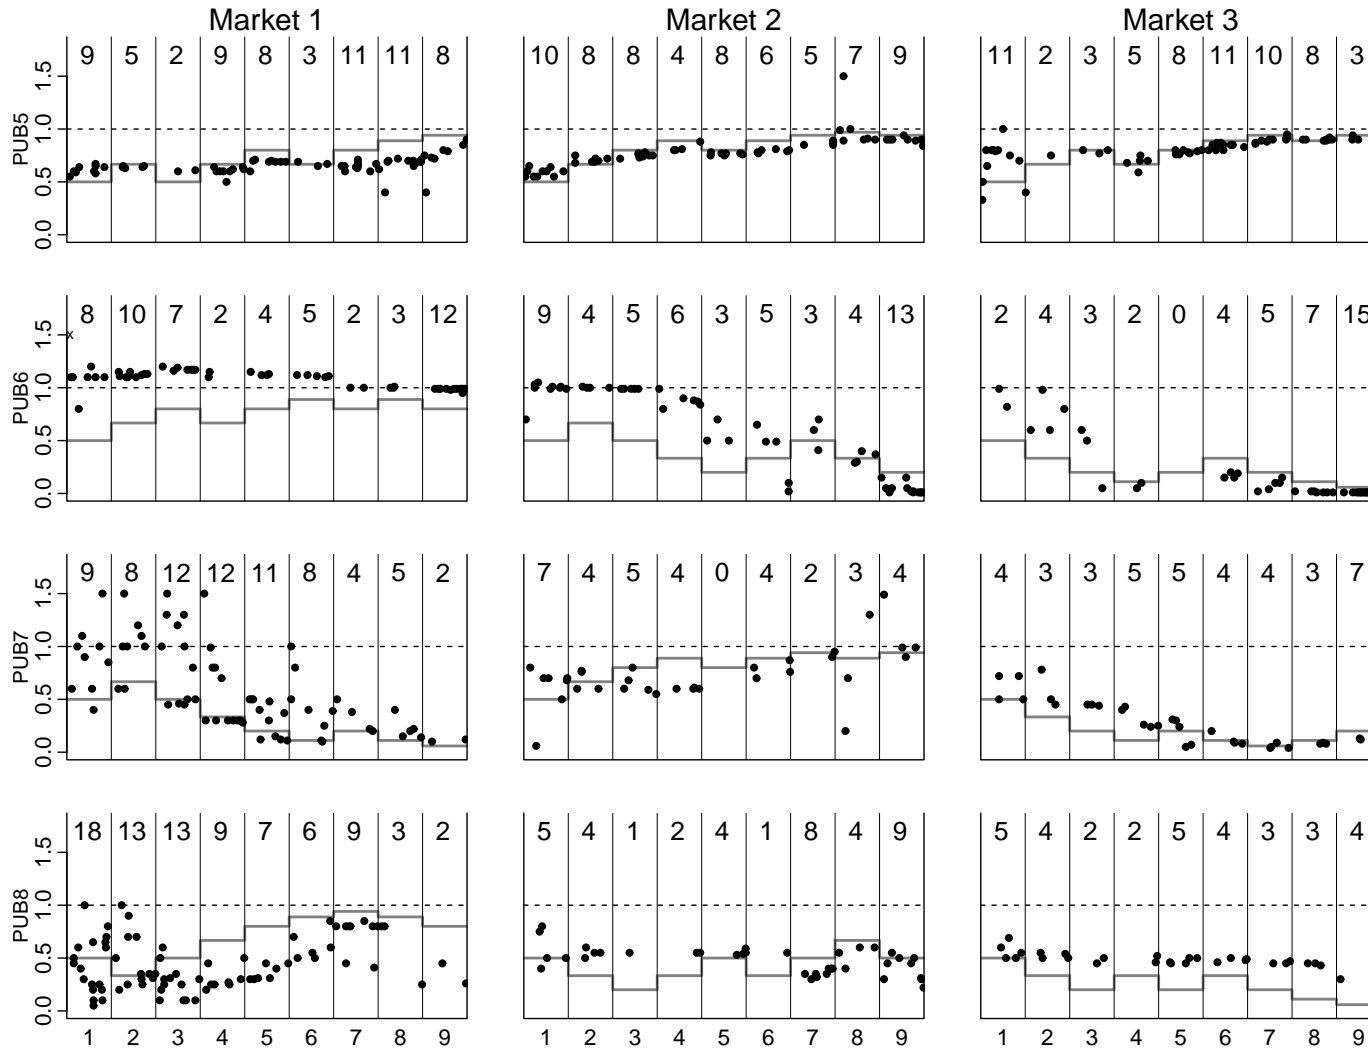 Market 1 Market 2 Market 3
PUB5 0.0 0.5 1.0 1.5
9 5 2 9 8 3 11 11 8
10 8 8 4 8 6 5 7 9
11 2 3 5 8 11 10 8 3
PUB6 0.0 0.5 1.0 1.5
x
8 10 7 2 4 5 2 3 12
9 4 5 6 3 5 3 4 13
2 4 3 2 0 4 5 7 15
PUB7 0.0 0.5 1.0 1.5
9 8 12 12 11 8 4 5 2
7 4 5 4 0 4 2 3 4
4 3 3 5 5 4 4 3 7
PUB8 0.0 0.5 1.0 1.5
18 13 13 9 7 6 9 3 2
5 4 1 2 4 1 8 4 9
5 4 2 2 5 4 3 3 4
1 2 3 4 5 6 7 8 9
1 2 3 4 5 6 7 8 9
1 2 3 4 5 6 7 8 9